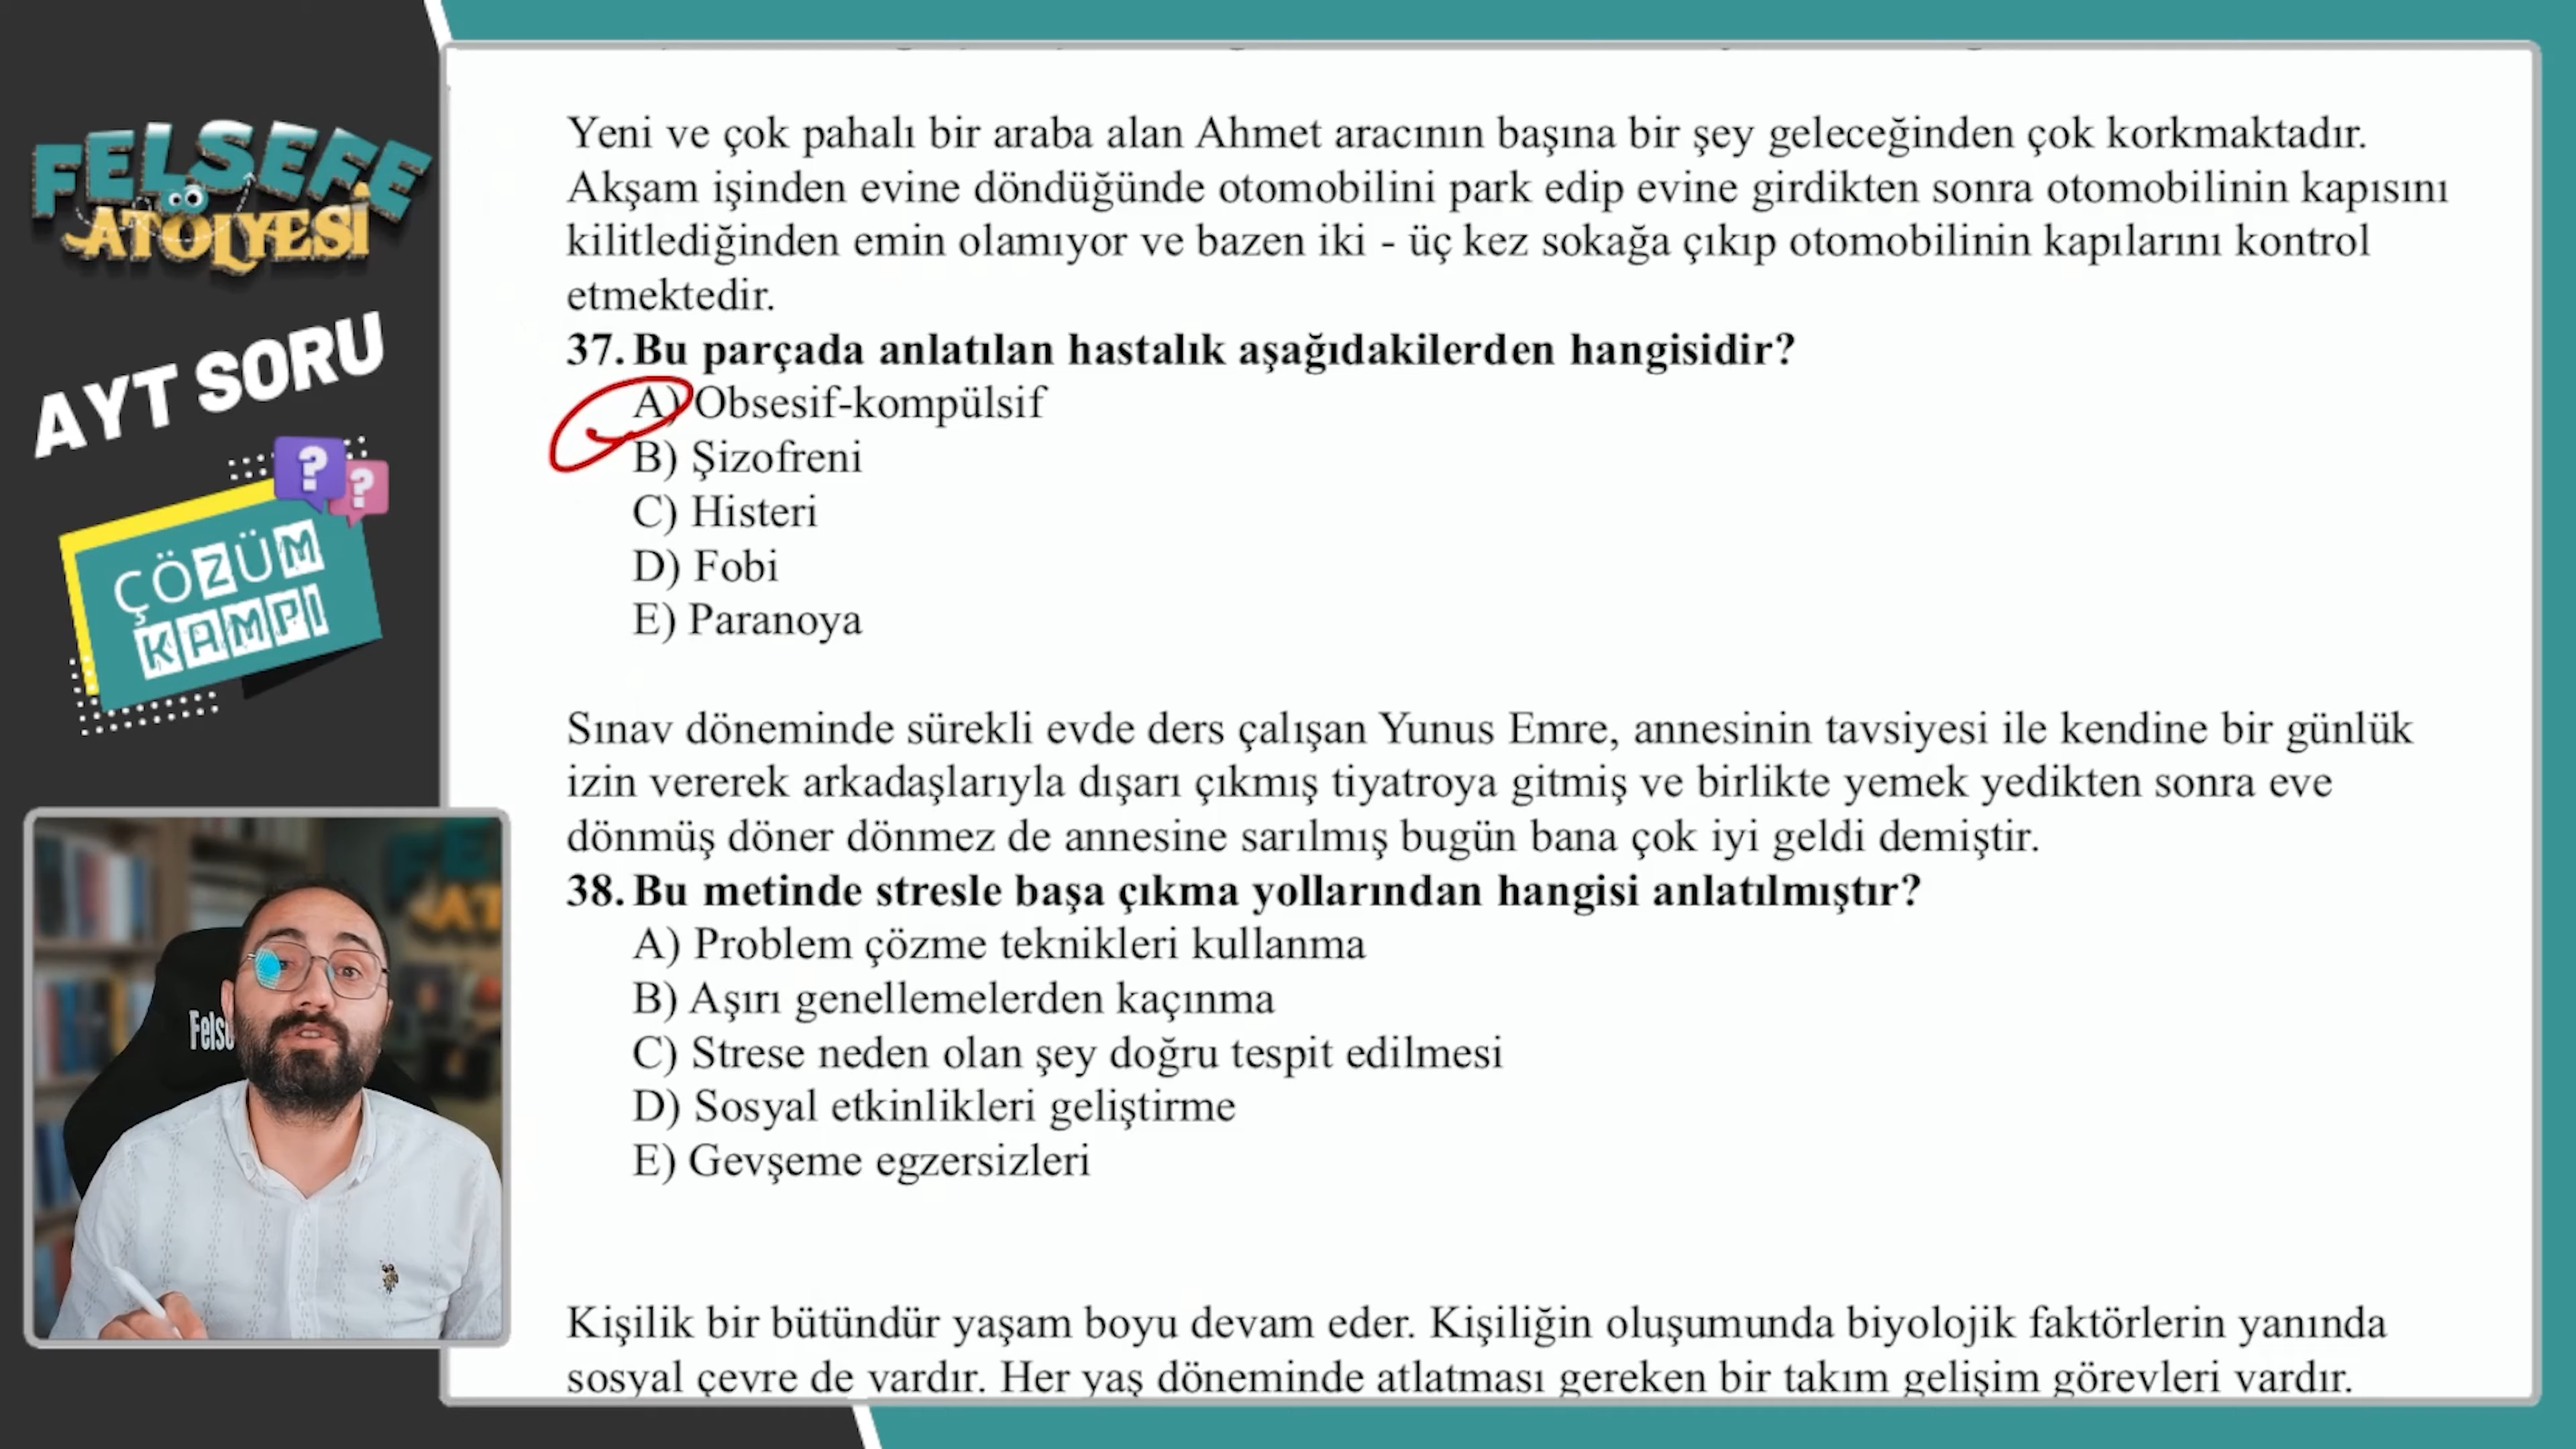 FELSEFE
ATÖLYESİ
AYT SORU
? ?
ÇÖZÜM
KAMPI
Yeni ve çok pahalı bir araba alan Ahmet aracının başına bir şey geleceğinden çok korkmaktadır.
Akşam işinden evine döndüğünde otomobilini park edip evine girdikten sonra otomobilinin kapısını
kilitlediğinden emin olamıyor ve bazen iki - üç kez sokağa çıkıp otomobilinin kapılarını kontrol
etmektedir.
37. Bu parçada anlatılan hastalık aşağıdakilerden hangisidir?
A) Obsesif-kompülsif
B) Şizofreni
C) Histeri
D) Fobi
E) Paranoya
Sınav döneminde sürekli evde ders çalışan Yunus Emre, annesinin tavsiyesi ile kendine bir günlük
izin vererek arkadaşlarıyla dışarı çıkmış tiyatroya gitmiş ve birlikte yemek yedikten sonra eve
dönmüş döner dönmez de annesine sarılmış bugün bana çok iyi geldi demiştir.
38. Bu metinde stresle başa çıkma yollarından hangisi anlatılmıştır?
A) Problem çözme teknikleri kullanma
B) Aşırı genellemelerden kaçınma
C) Strese neden olan şey doğru tespit edilmesi
D) Sosyal etkinlikleri geliştirme
E) Gevşeme egzersizleri
Kişilik bir bütündür yaşam boyu devam eder. Kişiliğin oluşumunda biyolojik faktörlerin yanında
sosyal çevre de vardır. Her yaş döneminde atlatması gereken bir takım gelişim görevleri vardır.
Fels